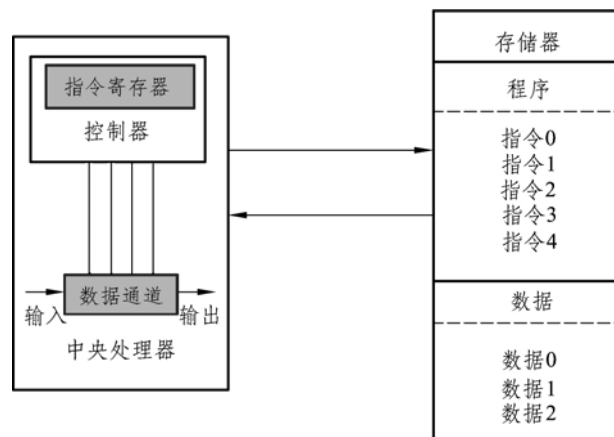 指令寄存器
控制器
数据通道
输入
输出
中央处理器
存储器
程序
指令0
指令1
指令2
指令3
指令4
数据
数据0
数据1
数据2